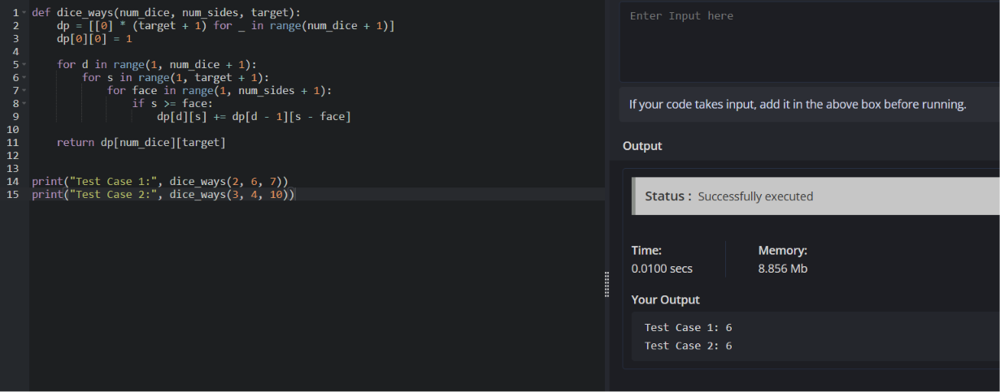 1 def dice_ways(num_dice, num_sides, target):
2     dp = [[0] * (target + 1) for _ in range(num_dice + 1)]
3     dp[0][0] = 1
4
5     for d in range(1, num_dice + 1):
6         for s in range(1, target + 1):
7             for face in range(1, num_sides + 1):
8                 if s >= face:
9                     dp[d][s] += dp[d - 1][s - face]
10
11     return dp[num_dice][target]
12
13
14 print("Test Case 1:", dice_ways(2, 6, 7))
15 print("Test Case 2:", dice_ways(3, 4, 10))
Enter Input here
If your code takes input, add it in the above box before running.
Output
Status : Successfully executed
Time: Memory:
0.0100 secs 8.856 Mb
Your Output
Test Case 1: 6
Test Case 2: 6